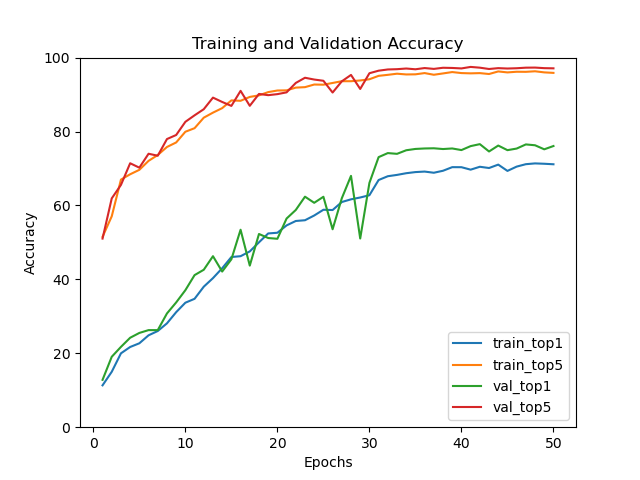 Training and Validation Accuracy
100
80
60
40
20
0
Accuracy
0 10 20 30 40 50
Epochs
train_top1
train_top5
val_top1
val_top5